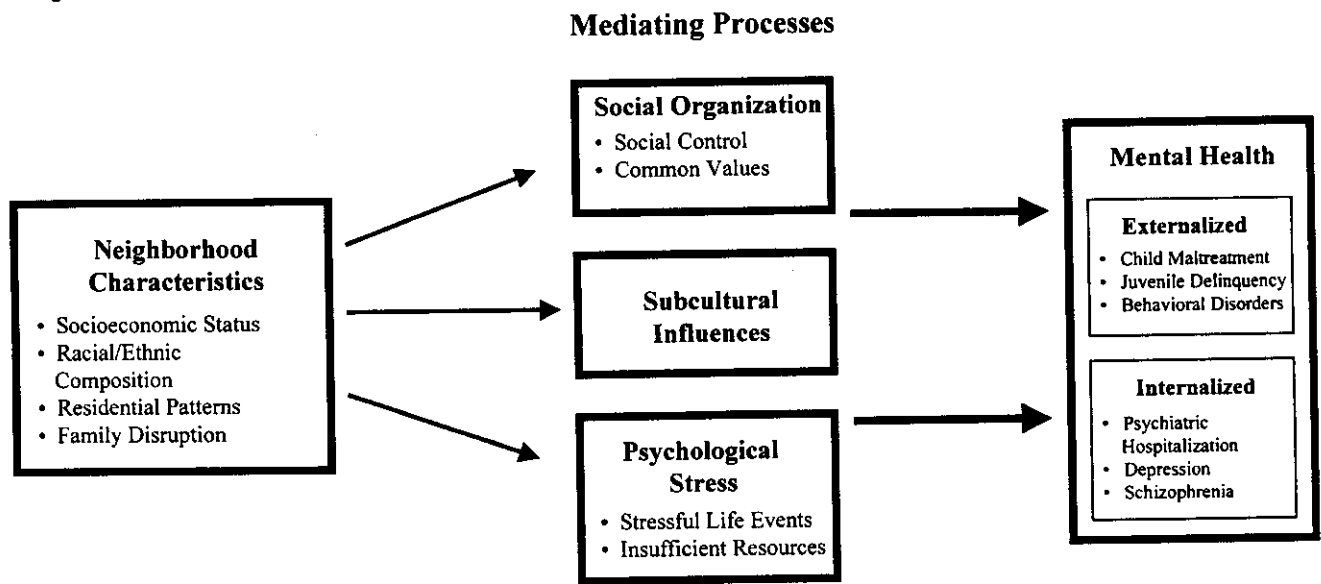 Mediating Processes
Neighborhood
Characteristics
• Socioeconomic Status
• Racial/Ethnic
Composition
• Residential Patterns
• Family Disruption
Social Organization
• Social Control
• Common Values
Subcultural
Influences
Psychological
Stress
• Stressful Life Events
• Insufficient Resources
Mental Health
Externalized
• Child Maltreatment
• Juvenile Delinquency
• Behavioral Disorders
Internalized
• Psychiatric
Hospitalization
• Depression
• Schizophrenia